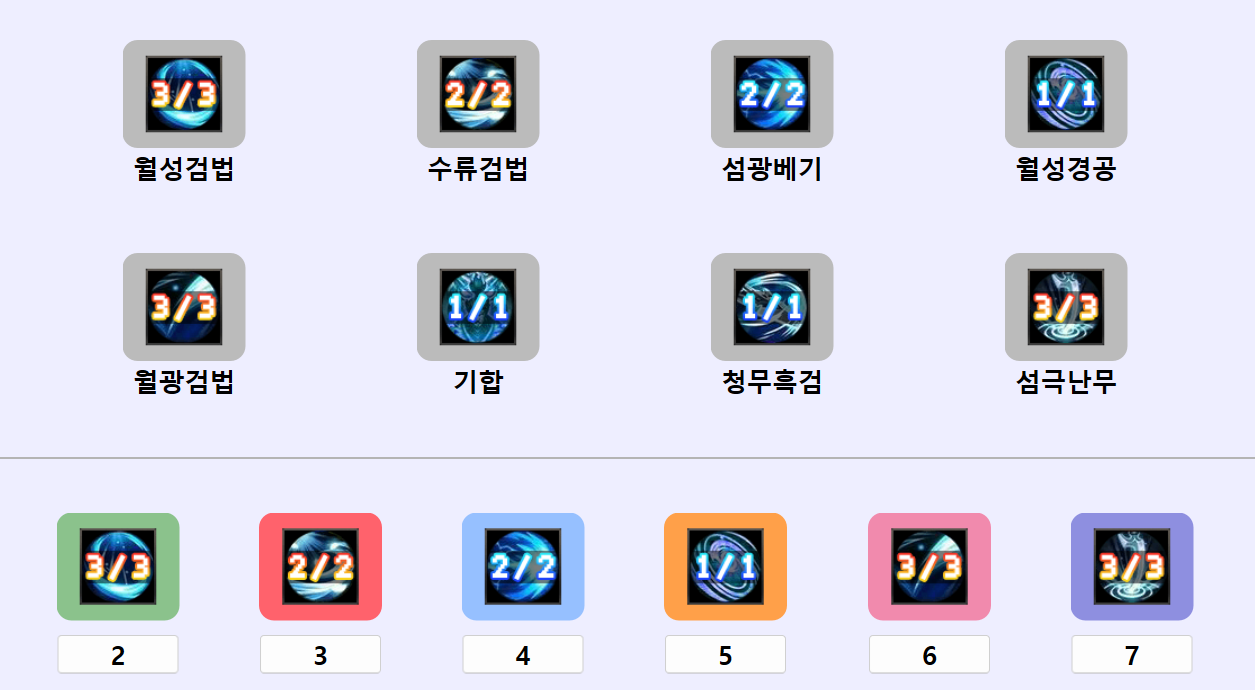 3/3 2/2 2/2 1/1
월성검법 수류검법 섬광베기 월성경공
3/3 1/1 1/1 3/3
월광검법 기합 청무흑검 섬극난무
3/3 2/2 2/2 1/1 3/3 3/3
2 3 4 5 6 7